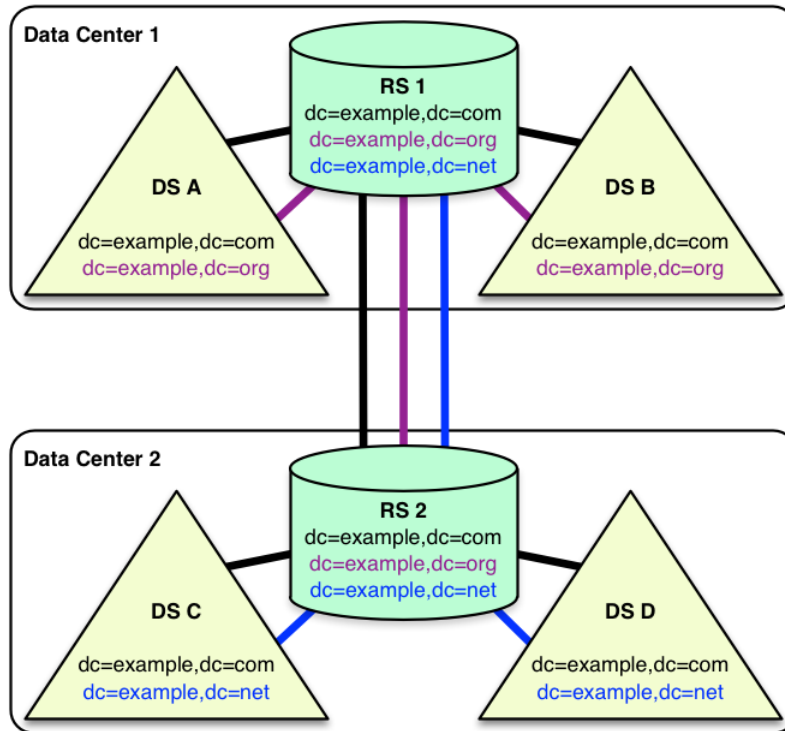 Data Center 1
RS 1
dc=example,dc=com
dc=example,dc=org
dc=example,dc=net
DS A
dc=example,dc=com
dc=example,dc=org
DS B
dc=example,dc=com
dc=example,dc=org
Data Center 2
RS 2
dc=example,dc=com
dc=example,dc=org
dc=example,dc=net
DS C
dc=example,dc=com
dc=example,dc=net
DS D
dc=example,dc=com
dc=example,dc=net